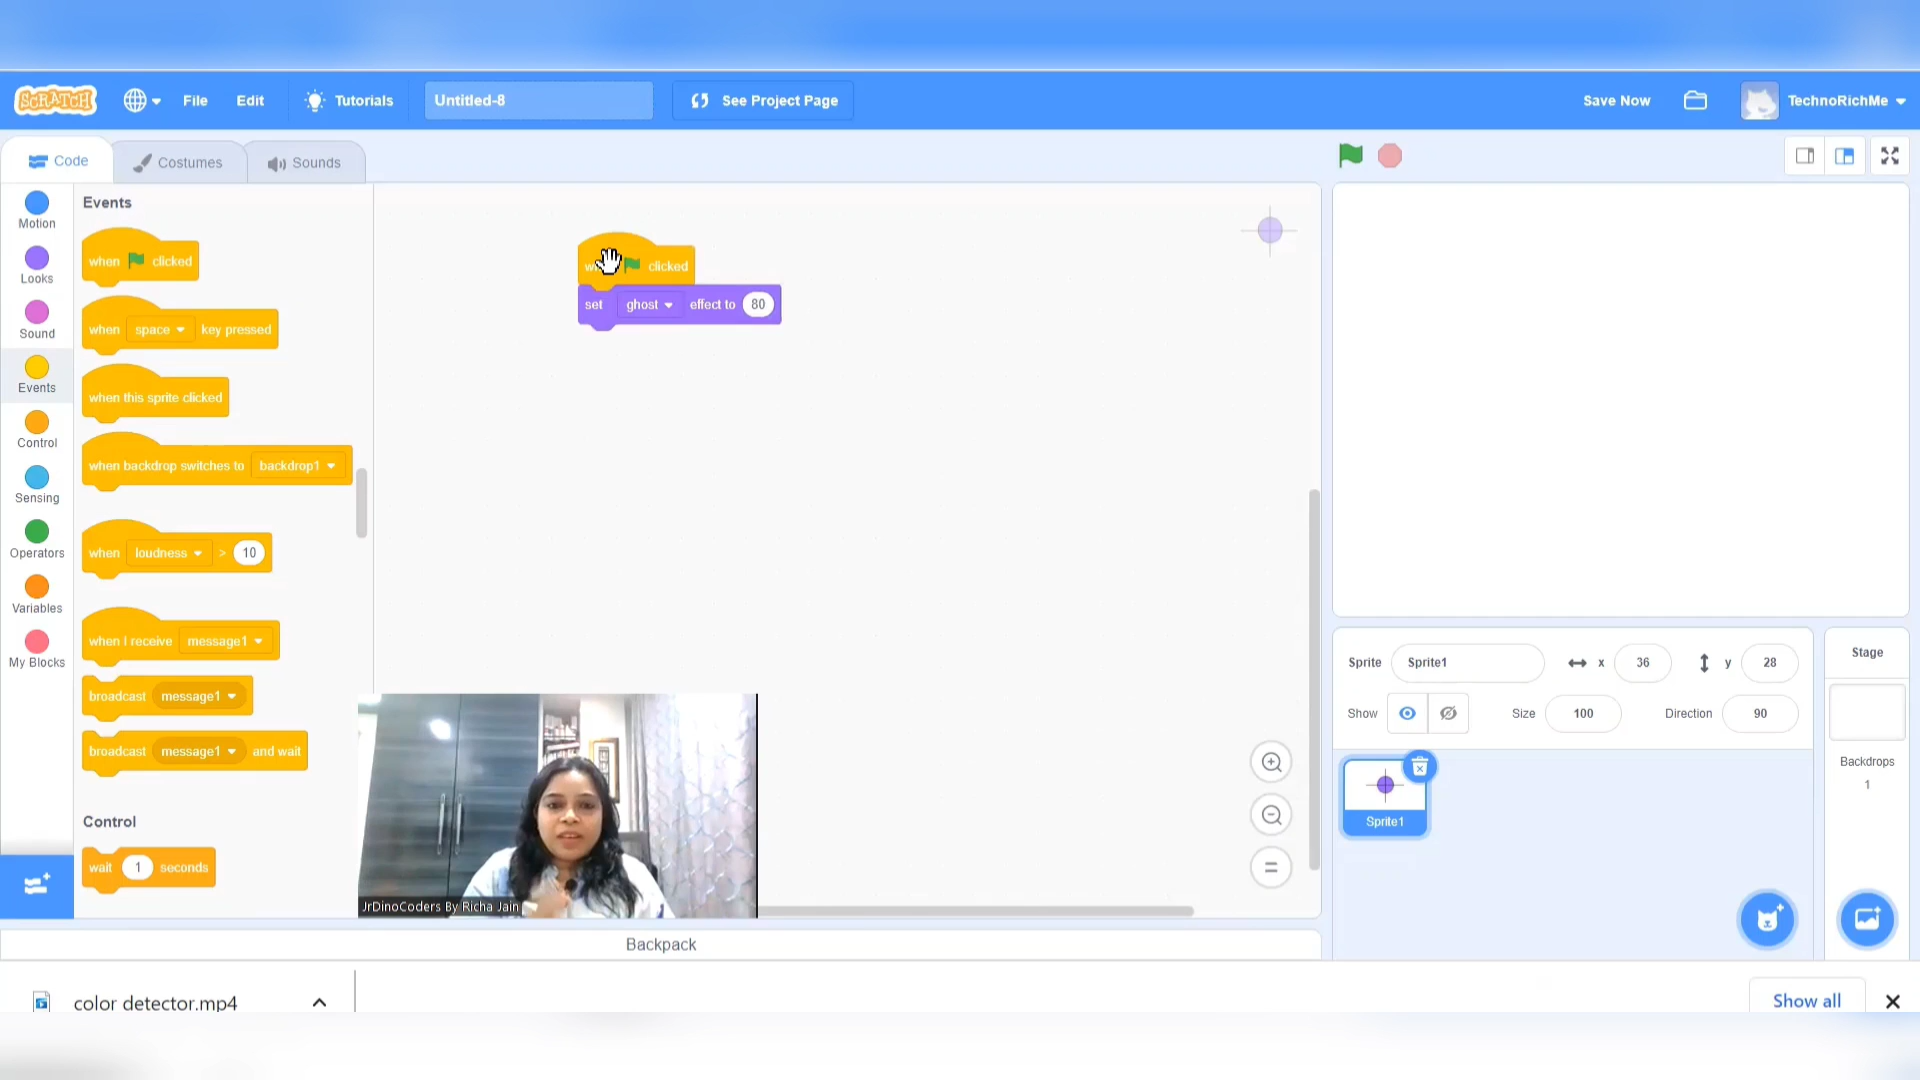 SCRATCH
File
Edit
Tutorials
Untitled-8
See Project Page
Save Now
TechnoRichMe
Code
Costumes
Sounds
Motion
Looks
Sound
Events
Control
Sensing
Operators
Variables
My Blocks
Events
when clicked
when space key pressed
when this sprite clicked
when backdrop switches to backdrop1
when loudness > 10
when I receive message1
broadcast message1
broadcast message1 and wait
Control
wait 1 seconds
clicked
set ghost effect to 80
JrDinoCoders By Richa Jain
Backpack
Sprite Sprite1 x 36 y 28
Show Size 100 Direction 90
Sprite1
Stage
Backdrops
1
color detector.mp4
Show all